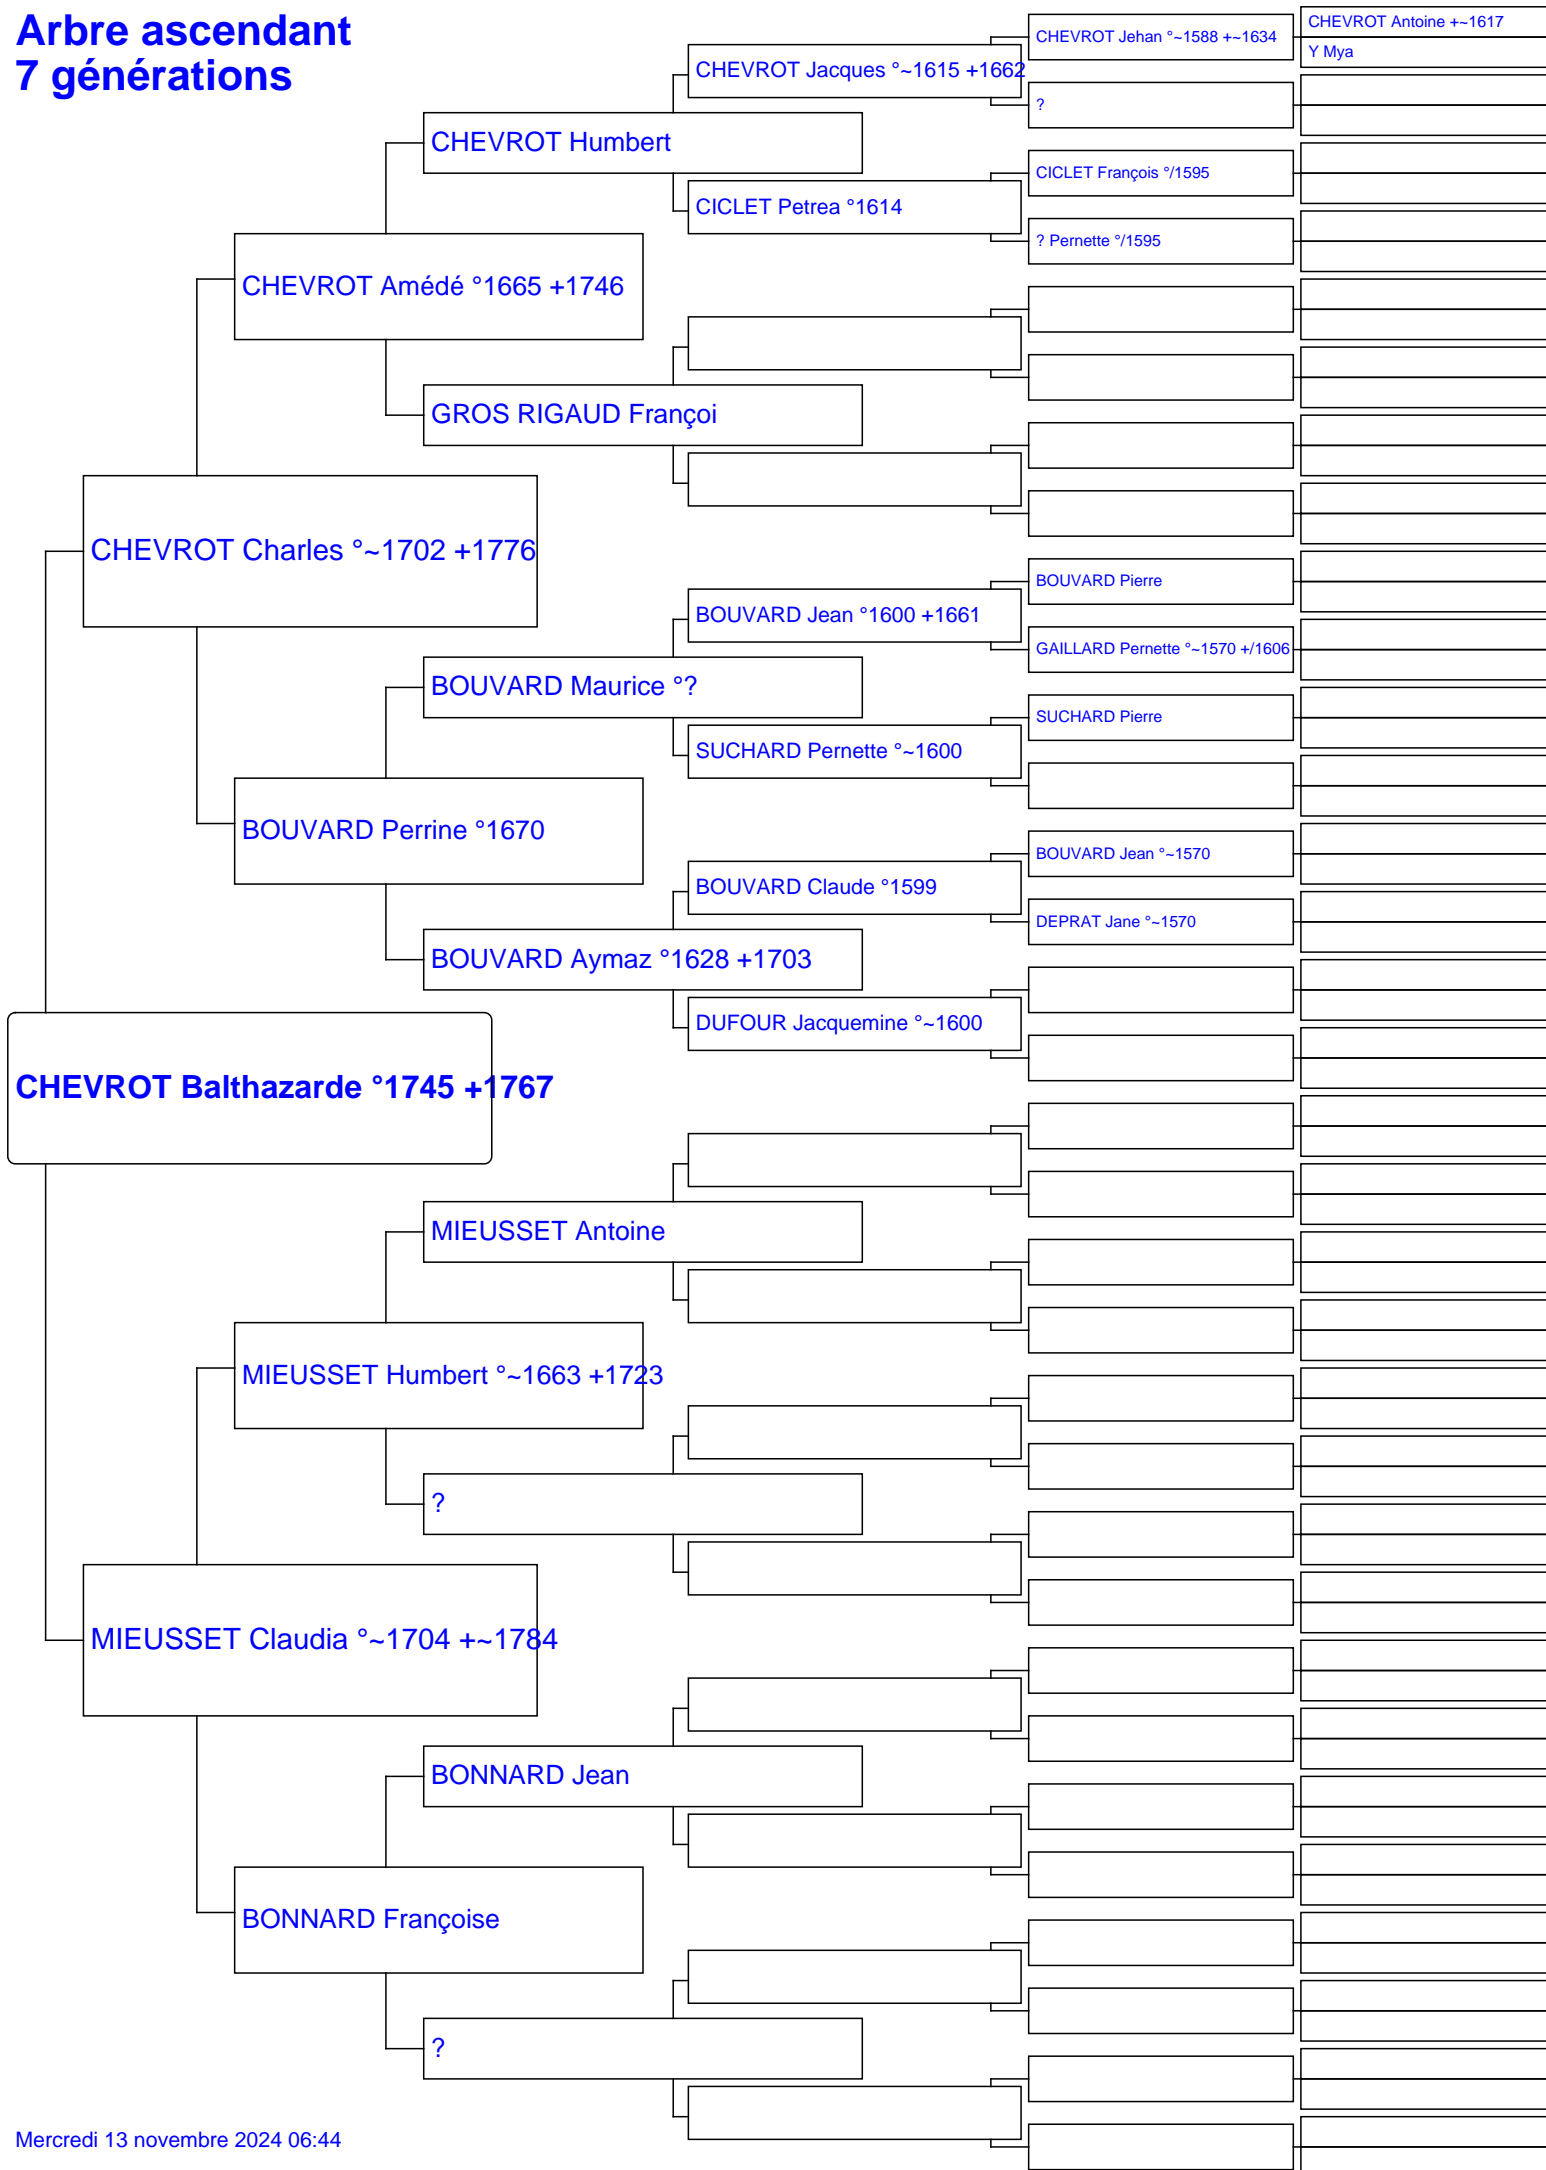 Arbre ascendant
7 générations
CHEVROT Jehan °~1588 +~1634
CHEVROT Antoine +~1617
Y Mya
CHEVROT Jacques °~1615 +1662
?
CHEVROT Humbert
CICLET François °/1595
CICLET Petrea °1614
? Pernette °/1595
CHEVROT Amédé °1665 +1746
GROS RIGAUD Françoi
CHEVROT Charles °~1702 +1776
BOUVARD Pierre
BOUVARD Jean °1600 +1661
GAILLARD Pernette °~1570 +/1606
BOUVARD Maurice °?
SUCHARD Pierre
SUCHARD Pernette °~1600
BOUVARD Perrine °1670
BOUVARD Jean °~1570
BOUVARD Claude °1599
DEPRAT Jane °~1570
BOUVARD Aymaz °1628 +1703
DUFOUR Jacquemine °~1600
CHEVROT Balthazarde °1745 +1767
MIEUSSET Antoine
MIEUSSET Humbert °~1663 +1723
?
MIEUSSET Claudia °~1704 +~1784
BONNARD Jean
BONNARD Françoise
?
Mercredi 13 novembre 2024 06:44